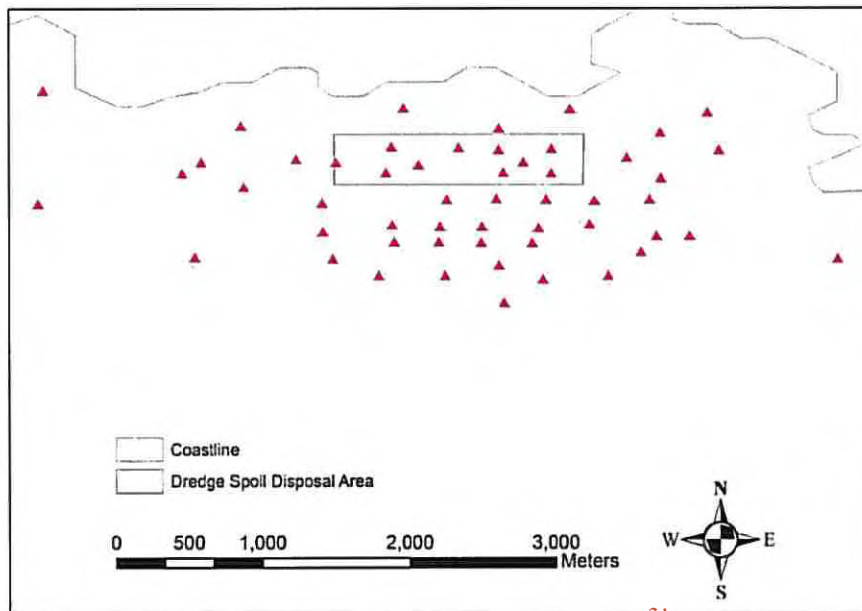 Coastline
Dredge Spoil Disposal Area
N
W E
S
0 500 1,000 2,000 3,000
Meters